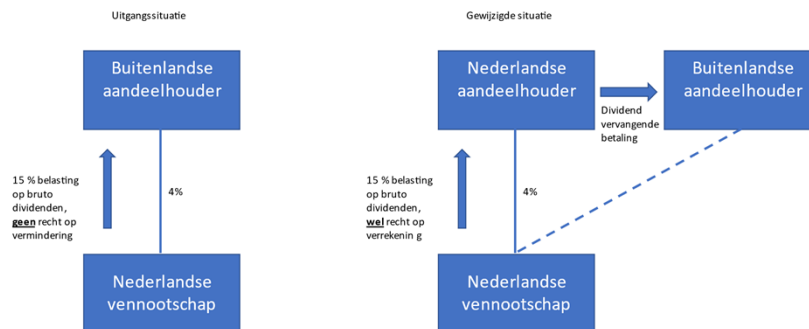 Uitgangssituatie
Buitenlandse
aandeelhouder
15 % belasting
op bruto
dividenden,
geen recht op
vermindering
4%
Nederlandse
vennootschap
Gewijzigde situatie
Nederlandse
aandeelhouder
Dividend
vervangende
betaling
Buitenlandse
aandeelhouder
15 % belasting
op bruto
dividenden,
wel recht op
verrekenin g
4%
Nederlandse
vennootschap